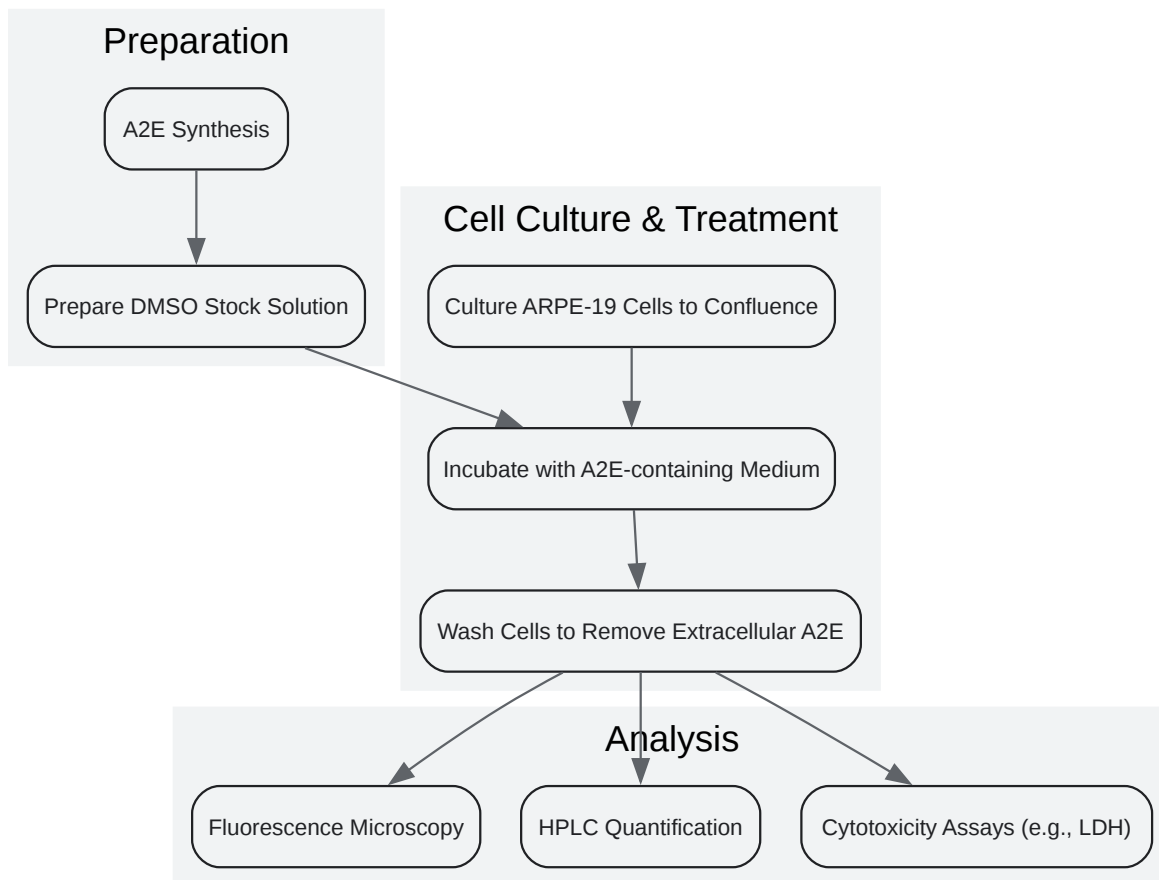 Preparation
A2E Synthesis
Prepare DMSO Stock Solution
Cell Culture & Treatment
Culture ARPE-19 Cells to Confluence
Incubate with A2E-containing Medium
Wash Cells to Remove Extracellular A2E
Analysis
Fluorescence Microscopy
HPLC Quantification
Cytotoxicity Assays (e.g., LDH)